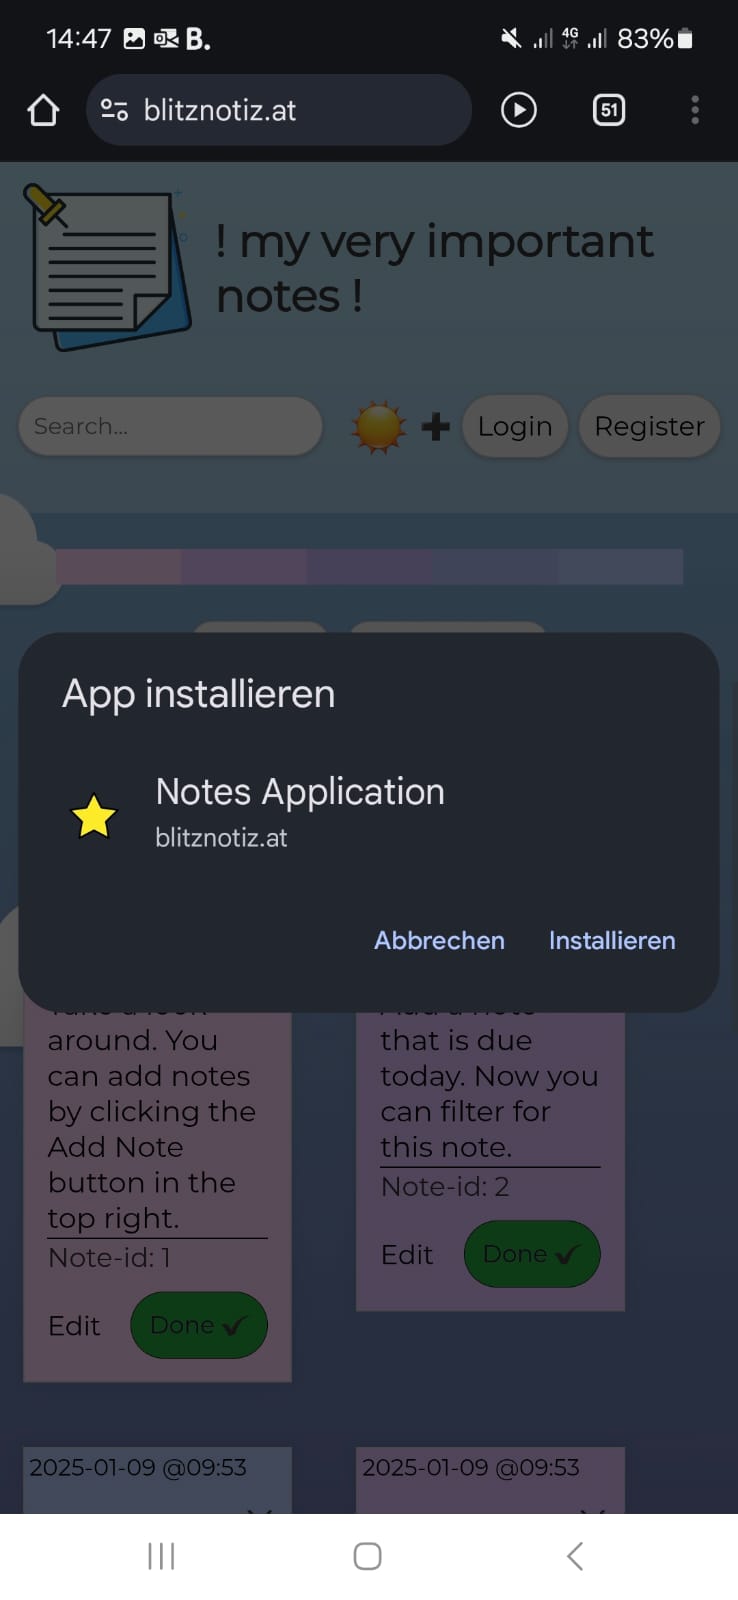 14:47 B.
4G 83%
blitznotiz.at
51
! my very important
notes !
Search...
Login
Register
App installieren
Notes Application
blitznotiz.at
Abbrechen
Installieren
around. You
can add notes
by clicking the
Add Note
button in the
top right.
Note-id: 1
Edit
Done
that is due
today. Now you
can filter for
this note.
Note-id: 2
Edit
Done
2025-01-09 @09:53
2025-01-09 @09:53